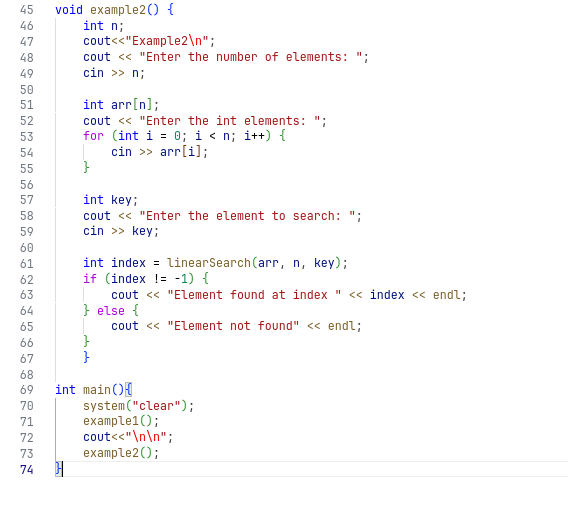 45 void example2() {
46     int n;
47     cout<<"Example2\n";
48     cout << "Enter the number of elements: ";
49     cin >> n;
50
51     int arr[n];
52     cout << "Enter the int elements: ";
53     for (int i = 0; i < n; i++) {
54         cin >> arr[i];
55     }
56
57     int key;
58     cout << "Enter the element to search: ";
59     cin >> key;
60
61     int index = linearSearch(arr, n, key);
62     if (index != -1) {
63         cout << "Element found at index " << index << endl;
64     } else {
65         cout << "Element not found" << endl;
66     }
67     }
68
69 int main(){
70     system("clear");
71     example1();
72     cout<<"\n\n";
73     example2();
74 }